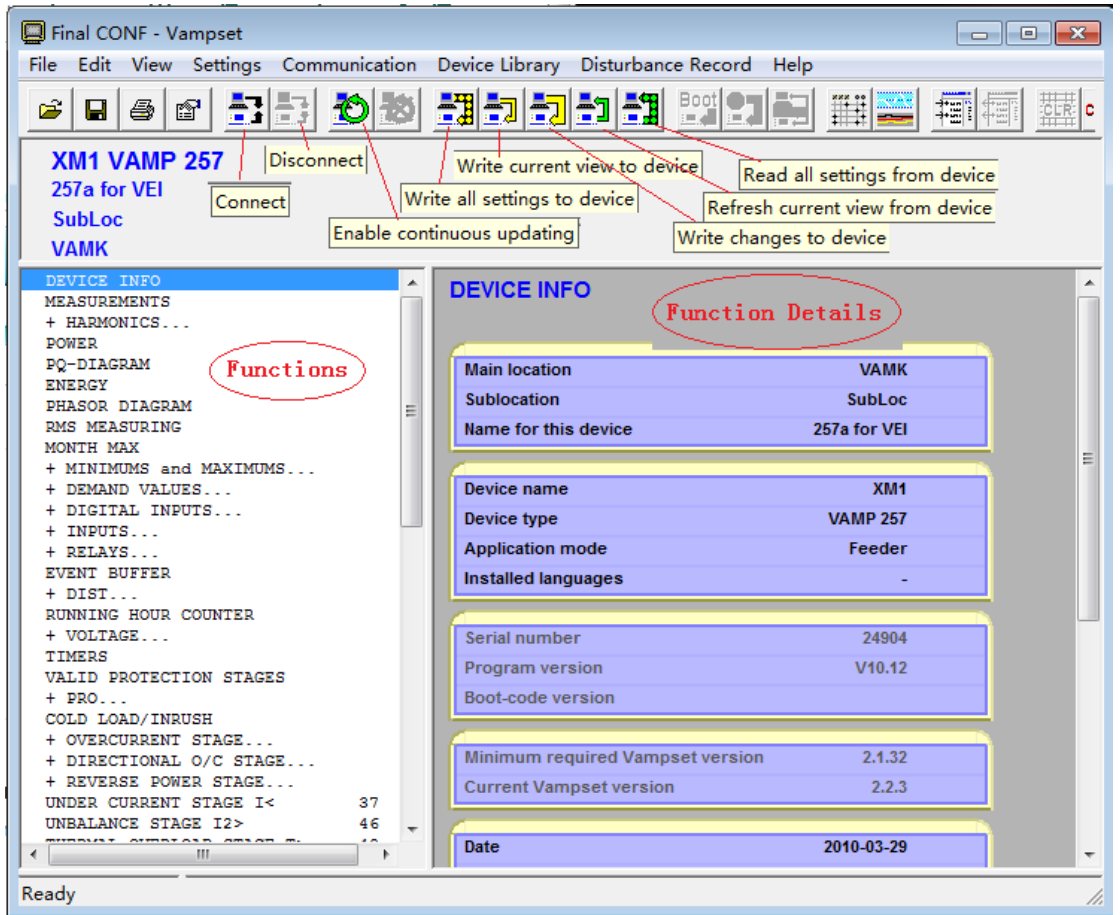 Final CONF - Vampset
File Edit View Settings Communication Device Library Disturbance Record Help
Boot
CLR
C
XM1 VAMP 257
257a for VEI
SubLoc
VAMK
Disconnect
Connect
Write current view to device
Read all settings from device
Write all settings to device
Refresh current view from device
Enable continuous updating
Write changes to device
DEVICE INFO
MEASUREMENTS
+ HARMONICS...
POWER
PQ-DIAGRAM
ENERGY
PHASOR DIAGRAM
RMS MEASURING
MONTH MAX
+ MINIMUMS and MAXIMUMS...
+ DEMAND VALUES...
+ DIGITAL INPUTS...
+ INPUTS...
+ RELAYS...
EVENT BUFFER
+ DIST...
RUNNING HOUR COUNTER
+ VOLTAGE...
TIMERS
VALID PROTECTION STAGES
+ PRO...
COLD LOAD/INRUSH
+ OVERCURRENT STAGE...
+ DIRECTIONAL O/C STAGE...
+ REVERSE POWER STAGE...
UNDER CURRENT STAGE I< 37
UNBALANCE STAGE I2> 46
THERMAL OVERLOAD STAGE
Functions
DEVICE INFO
Function Details
Main location VAMK
Sublocation SubLoc
Name for this device 257a for VEI
Device name XM1
Device type VAMP 257
Application mode Feeder
Installed languages -
Serial number 24904
Program version V10.12
Boot-code version
Minimum required Vampset version 2.1.32
Current Vampset version 2.2.3
Date 2010-03-29
Ready